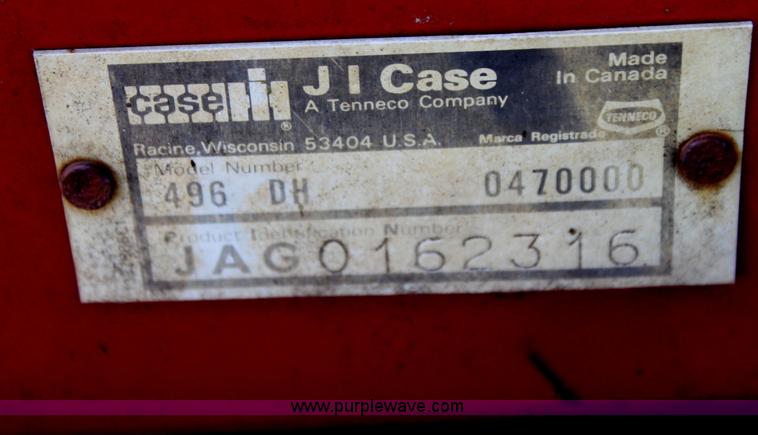 case IH
J I Case
A Tenneco Company
Made
In Canada
TENNECO
®
®
Racine, Wisconsin 53404 U.S.A.
Marca Registrada
Model Number
496 DH 0470000
Product Identification Number
JAG0162316
www.purplewave.com